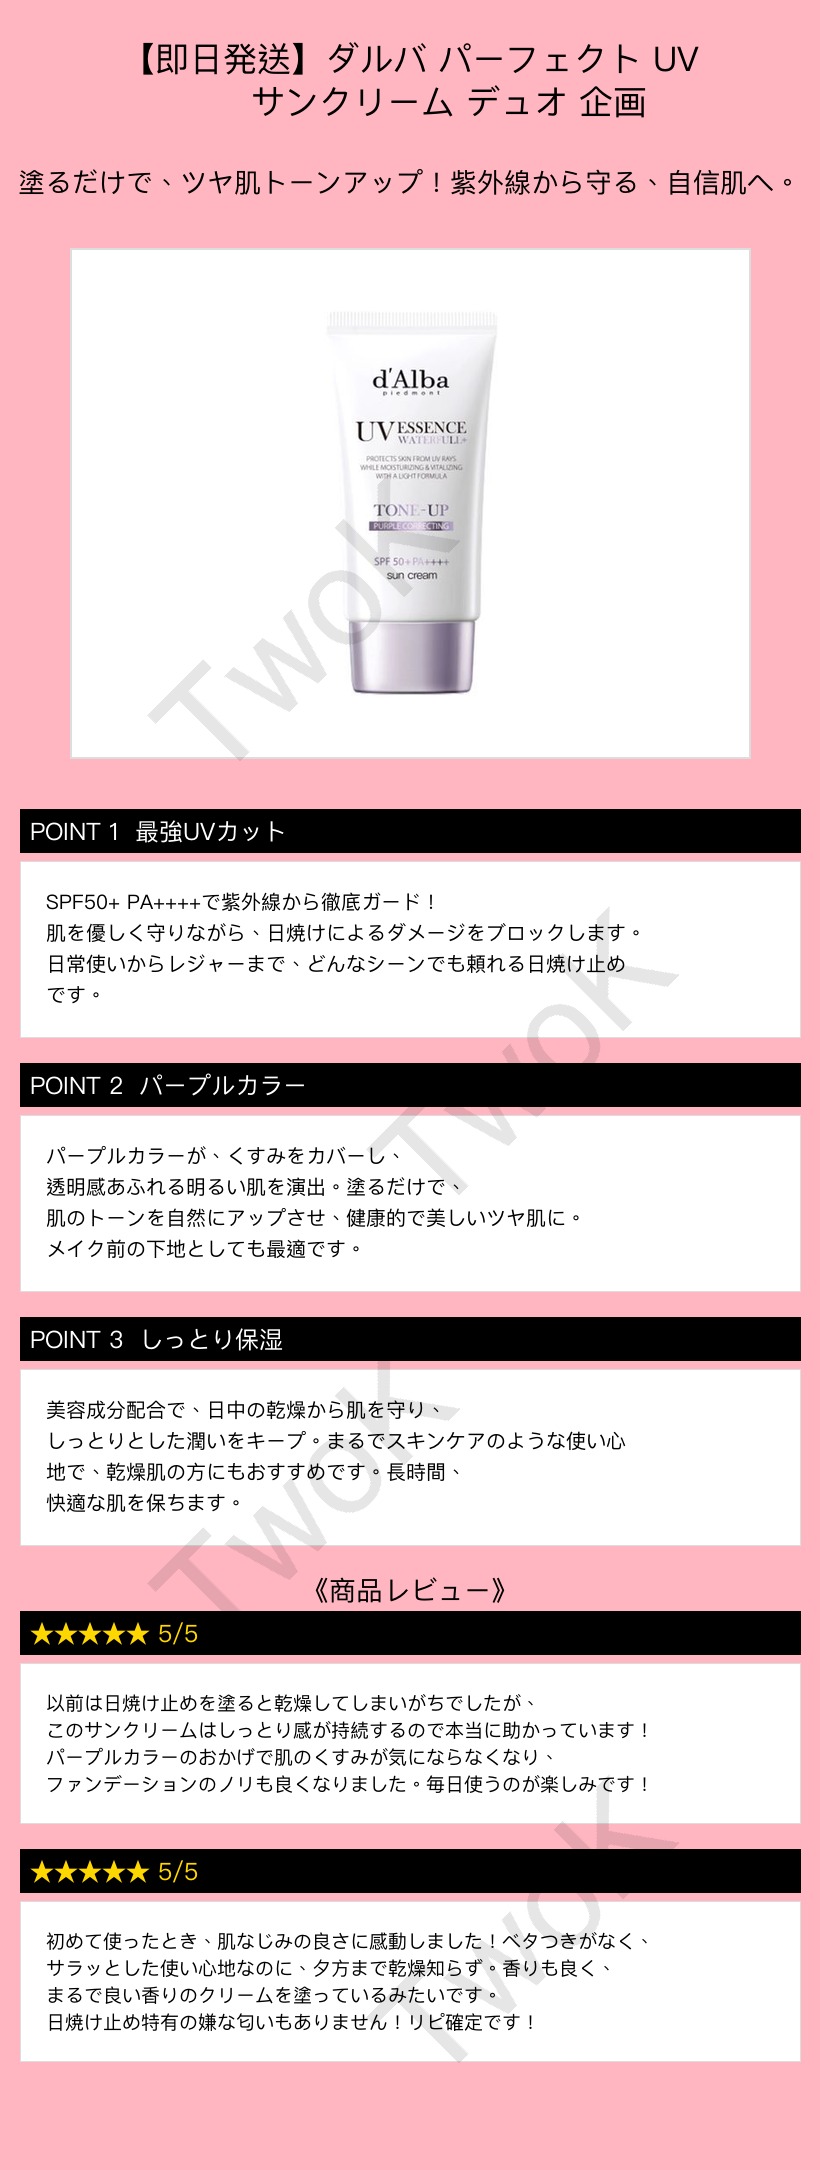 【即日発送】ダルバ パーフェクト UV
サンクリーム デュオ 企画
塗るだけで、ツヤ肌トーンアップ！紫外線から守る、自信肌へ。
d'Alba
piedmont
UV ESSENCE
WATERFULL+
PROTECTS SKIN FROM UV RAYS
WHILE MOISTURIZING & VITALIZING
WITH A LIGHT FORMULA
TONE-UP
PURPLE CORRECTING
SPF 50+ PA++++
sun cream
TwoK
POINT 1 最強UVカット
SPF50+ PA++++で紫外線から徹底ガード！
肌を優しく守りながら、日焼けによるダメージをブロックします。
日常使いからレジャーまで、どんなシーンでも頼れる日焼け止め
です。
TwoK
POINT 2 パープルカラー
パープルカラーが、くすみをカバーし、
透明感あふれる明るい肌を演出。塗るだけで、
肌のトーンを自然にアップさせ、健康的で美しいツヤ肌に。
メイク前の下地としても最適です。
POINT 3 しっとり保湿
美容成分配合で、日中の乾燥から肌を守り、
しっとりとした潤いをキープ。まるでスキンケアのような使い心
地で、乾燥肌の方にもおすすめです。長時間、
快適な肌を保ちます。
TwoK
《商品レビュー》
★★★★★ 5/5
以前は日焼け止めを塗ると乾燥してしまいがちでしたが、
このサンクリームはしっとり感が持続するので本当に助かっています！
パープルカラーのおかげで肌のくすみが気にならなくなり、
ファンデーションのノリも良くなりました。毎日使うのが楽しみです！
★★★★★ 5/5
初めて使ったとき、肌なじみの良さに感動しました！ベタつきがなく、
サラッとした使い心地なのに、夕方まで乾燥知らず。香りも良く、
まるで良い香りのクリームを塗っているみたいです。
日焼け止め特有の嫌な匂いもありません！リピ確定です！
TwoK